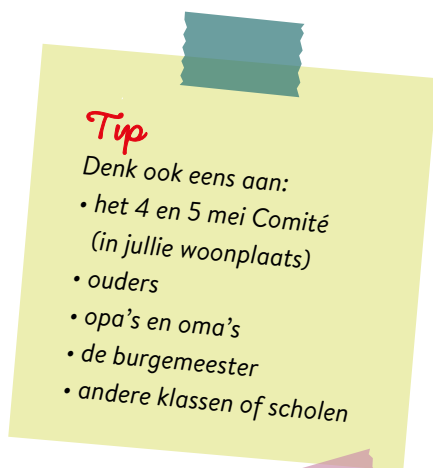 Tip
Denk ook eens aan:
• het 4 en 5 mei Comité
(in jullie woonplaats)
• ouders
• opa’s en oma’s
• de burgemeester
• andere klassen of scholen